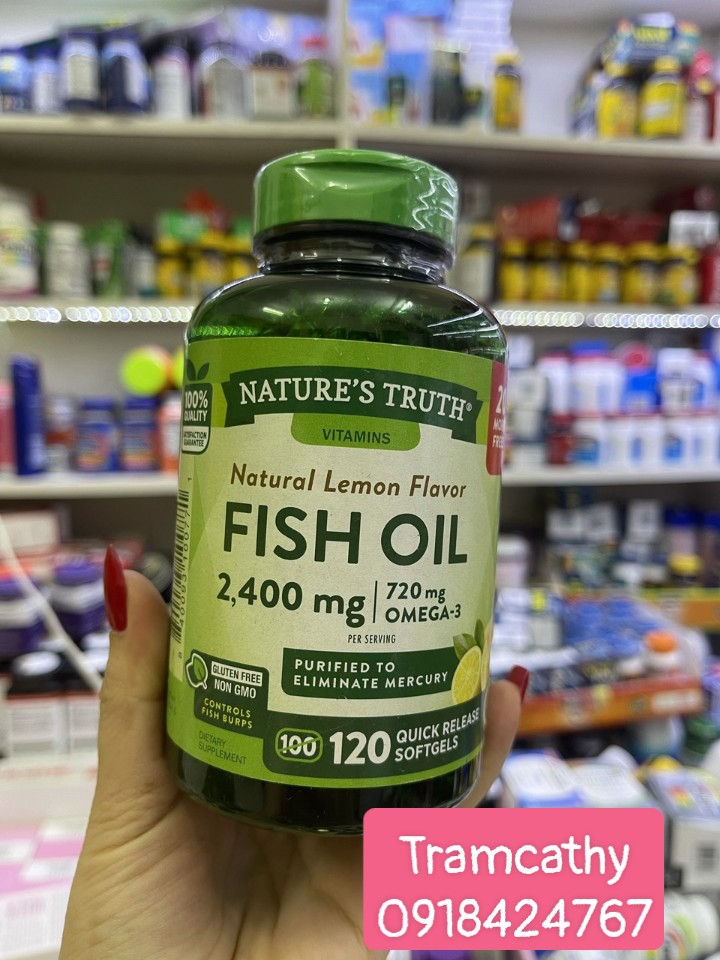 100%
QUALITY
SATISFACTION
GUARANTEE
NATURE'S TRUTH®
VITAMINS
Natural Lemon Flavor
FISH OIL
2,400 mg
720 mg
OMEGA-3
PER SERVING
PURIFIED TO
ELIMINATE MERCURY
GLUTEN FREE
NON GMO
CONTROLS
FISH BURPS
DIETARY
SUPPLEMENT
100 120 QUICK RELEASE
SOFTGELS
Tramcathy
0918424767